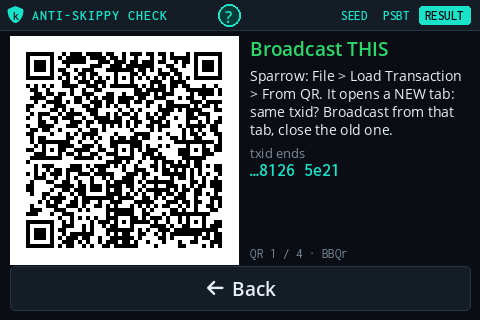 k ANTI-SKIPPY CHECK ? SEED PSBT RESULT
Broadcast THIS
Sparrow: File > Load Transaction
> From QR. It opens a NEW tab:
same txid? Broadcast from that
tab, close the old one.
txid ends
…8126 5e21
QR 1 / 4 · BBQr
← Back